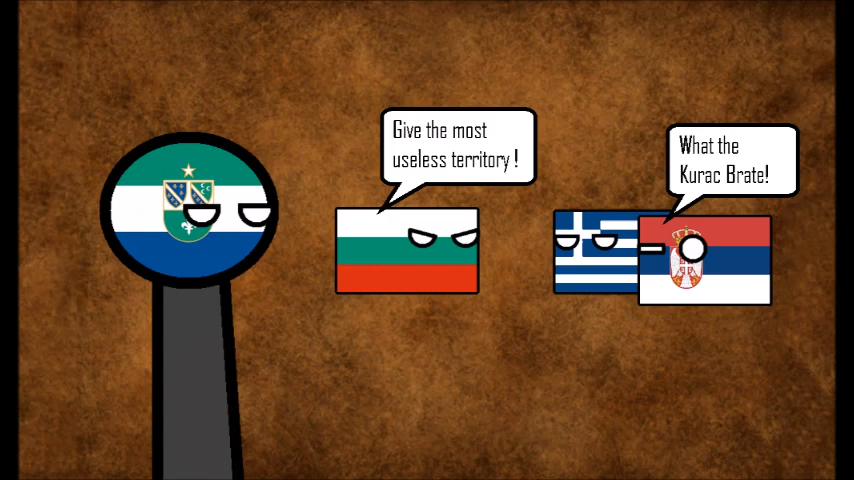 Give the most
useless territory !
What the
Kurac Brate!